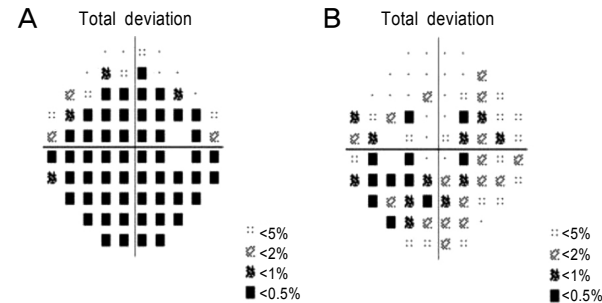 A
Total deviation
<5%
<2%
<1%
<0.5%
B
Total deviation
<5%
<2%
<1%
<0.5%